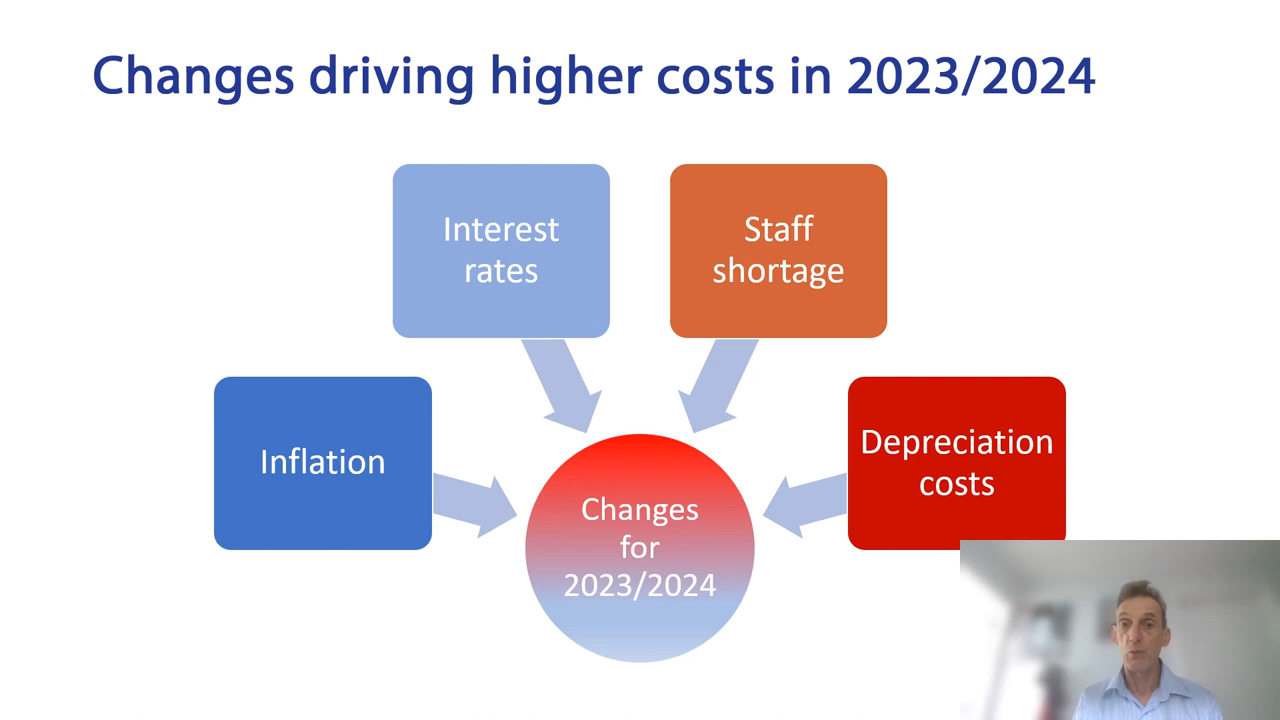 Changes driving higher costs in 2023/2024
Interest
rates
Staff
shortage
Inflation
Depreciation
costs
Changes
for
2023/2024